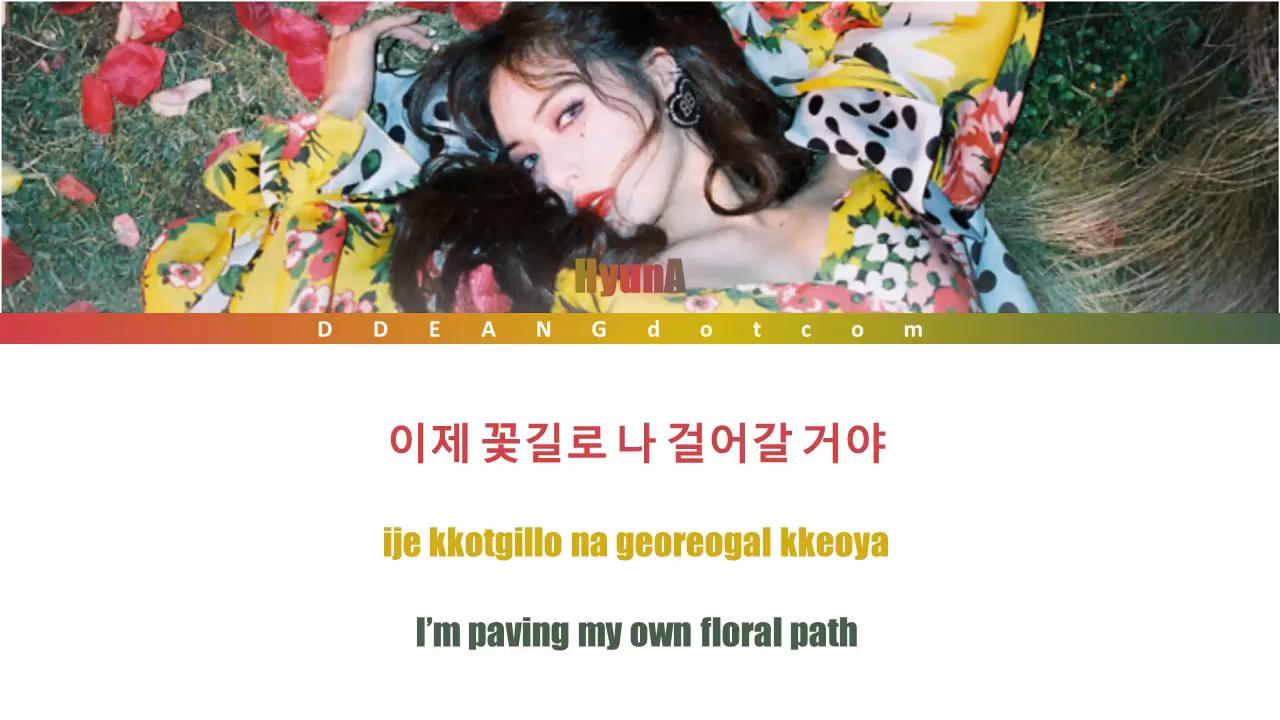 HyunA
DDEANGdotcom
이제 꽃길로 나 걸어갈 거야
ije kkotgillo na georeogal kkeoya
I’m paving my own floral path